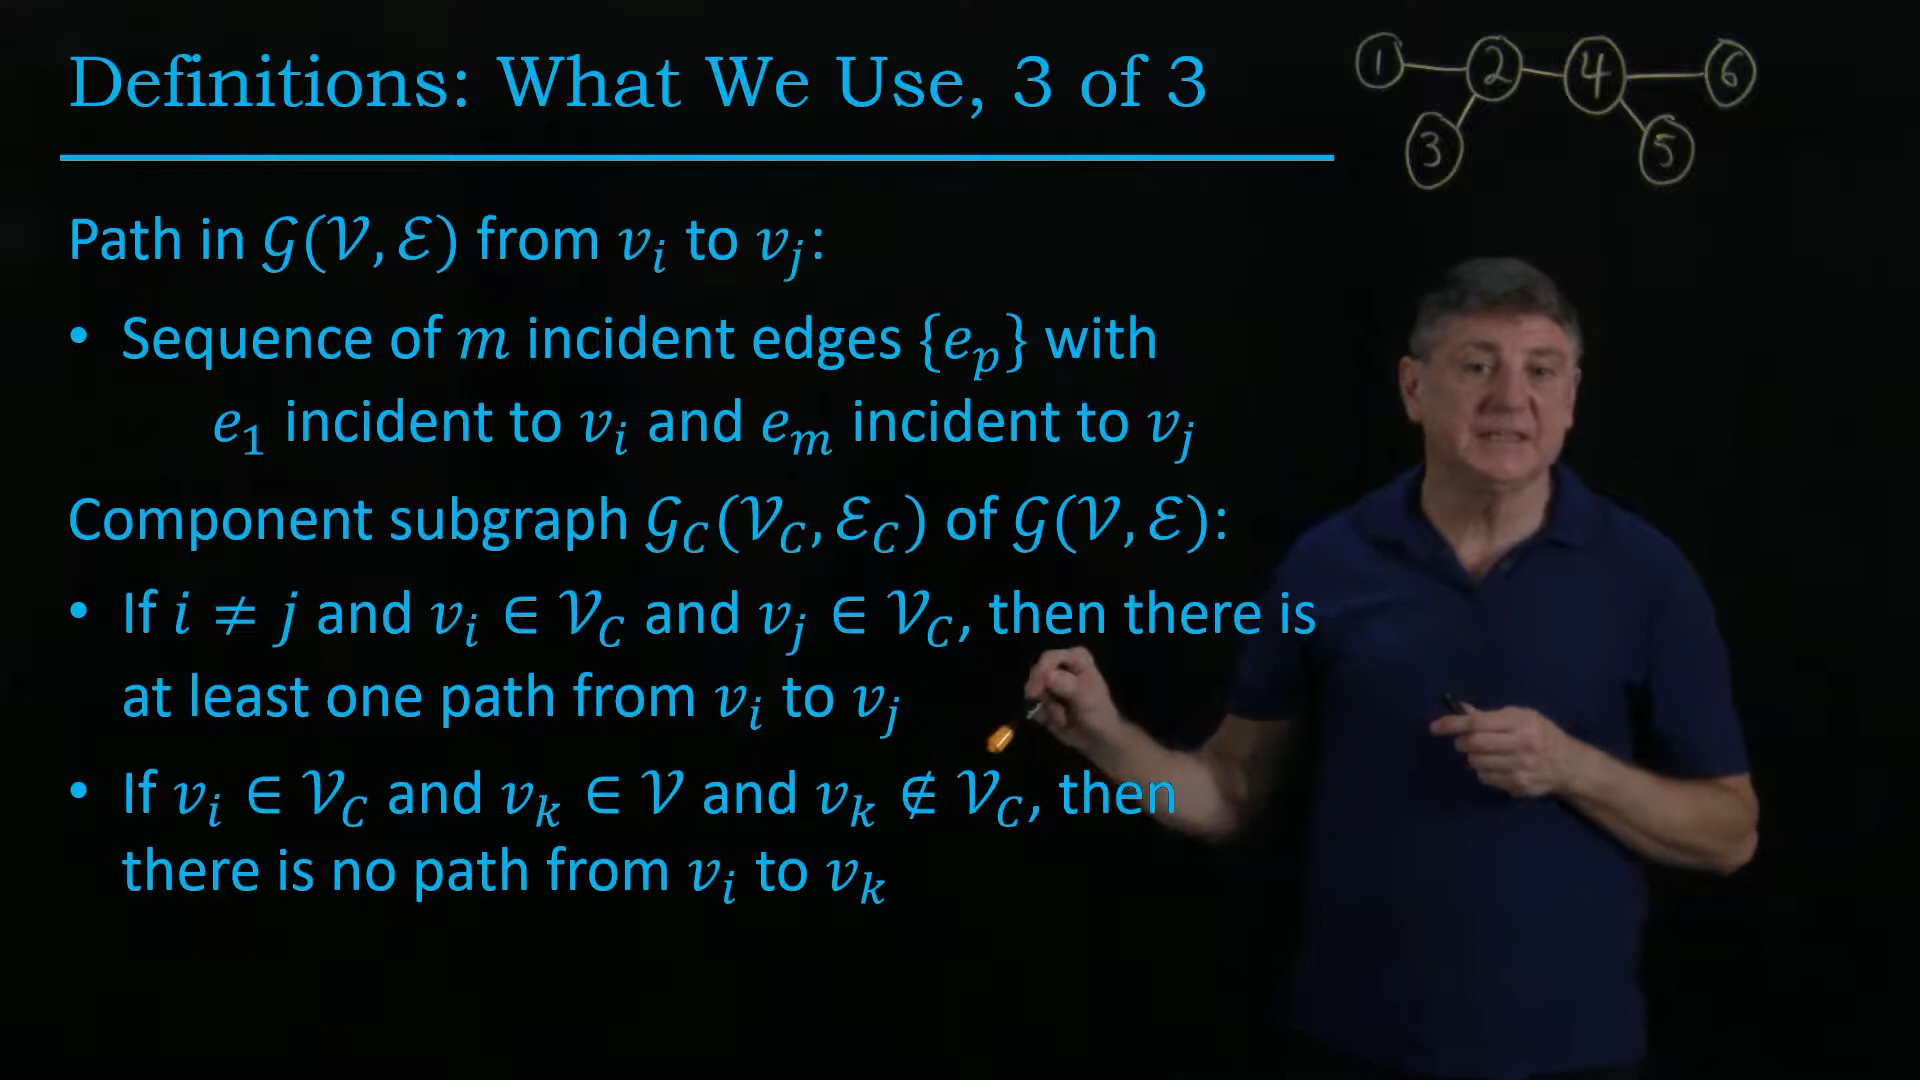 Definitions: What We Use, 3 of 3
1 2 4 6
3 5
Path in 𝒢(𝒱, ℰ) from vᵢ to vⱼ:
• Sequence of m incident edges {eₚ} with
e₁ incident to vᵢ and eₘ incident to vⱼ
Component subgraph 𝒢_C(𝒱_C, ℰ_C) of 𝒢(𝒱, ℰ):
• If i ≠ j and vᵢ ∈ 𝒱_C and vⱼ ∈ 𝒱_C, then there is
at least one path from vᵢ to vⱼ
• If vᵢ ∈ 𝒱_C and vₖ ∈ 𝒱 and vₖ ∉ 𝒱_C, then
there is no path from vᵢ to vₖ